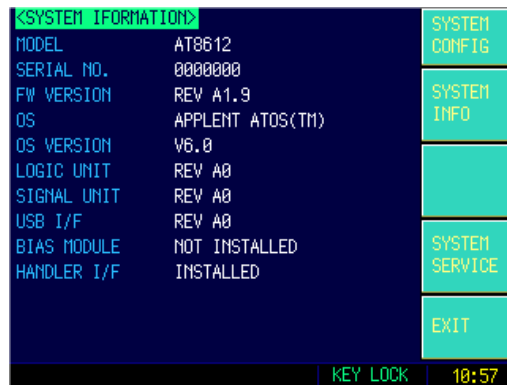 <SYSTEM IFORMATION>
MODEL AT8612
SERIAL NO. 0000000
FW VERSION REV A1.9
OS APPLENT ATOS(TM)
OS VERSION V6.0
LOGIC UNIT REV A0
SIGNAL UNIT REV A0
USB I/F REV A0
BIAS MODULE NOT INSTALLED
HANDLER I/F INSTALLED
SYSTEM
CONFIG
SYSTEM
INFO
SYSTEM
SERVICE
EXIT
KEY LOCK 10:57